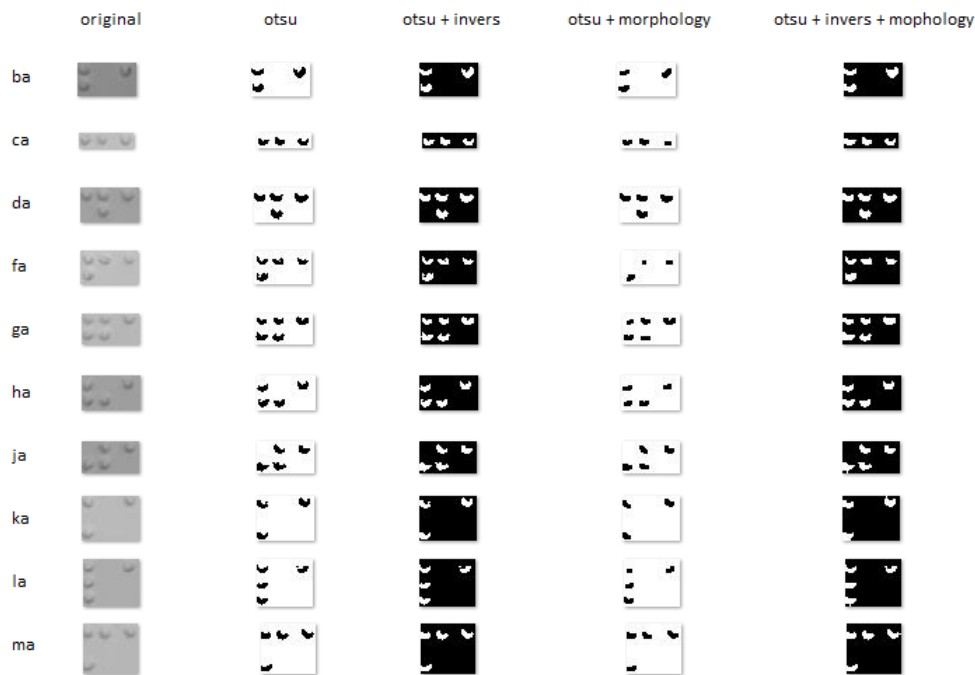 original otsu otsu + invers otsu + morphology otsu + invers + mophology
ba
ca
da
fa
ga
ha
ja
ka
la
ma